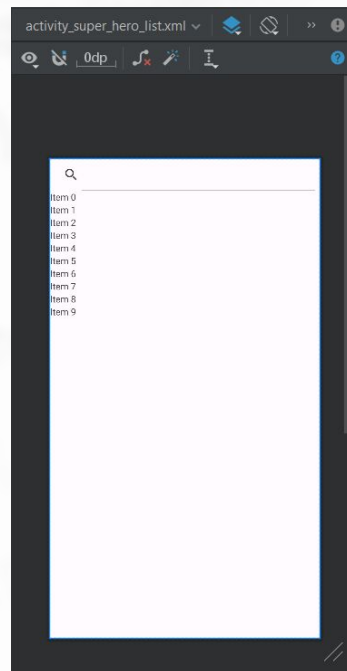 activity_super_hero_list.xml
0dp
Item 0
Item 1
Item 2
Item 3
Item 4
Item 5
Item 6
Item 7
Item 8
Item 9